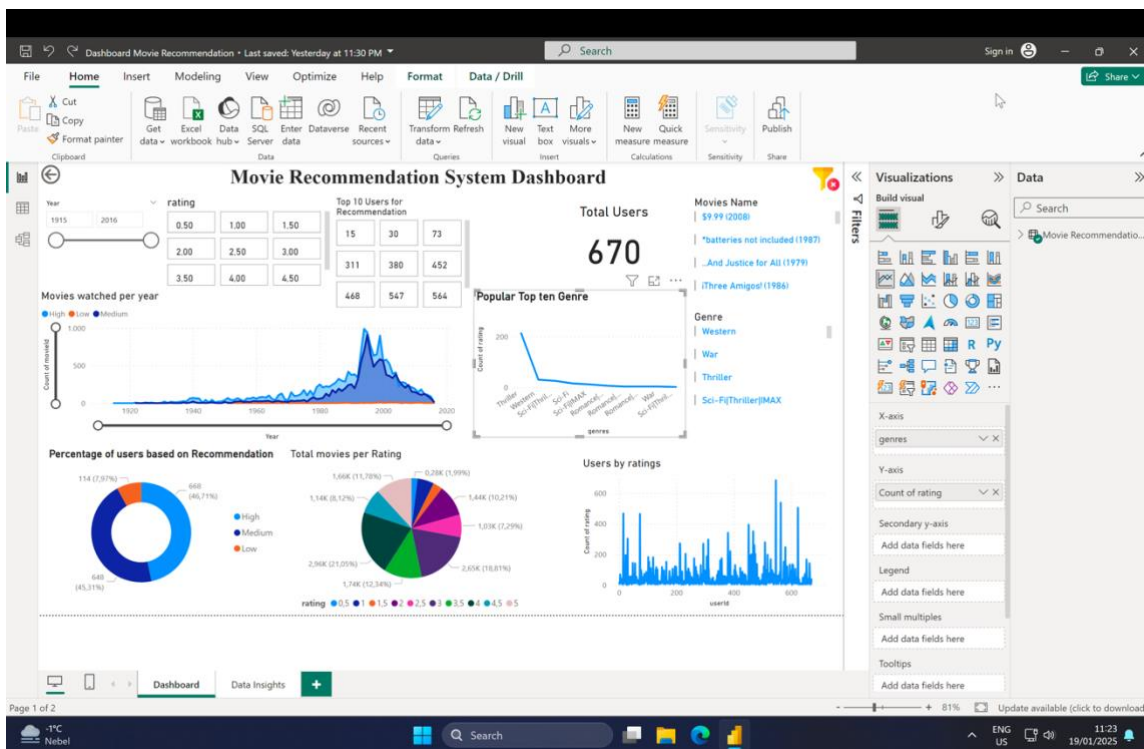 Dashboard Movie Recommendation • Last saved: Yesterday at 11:30 PM
Search
Sign in
File Home Insert Modeling View Optimize Help Format Data / Drill
Share
Paste
Cut
Copy
Format painter
Get data
Excel workbook
Data hub
SQL Server
Enter data
Dataverse
Recent sources
Transform data
Refresh
New visual
Text box
More visuals
New measure
Quick measure
Sensitivity
Publish
Clipboard Data Queries Insert Calculations Sensitivity Share
Movie Recommendation System Dashboard
Year
1915 2016
rating
0.50 1.00 1.50
2.00 2.50 3.00
3.50 4.00 4.50
Top 10 Users for
Recommendation
15 30 73
311 380 452
468 547 564
Total Users
670
Movies Name
$9.99 (2008)
*batteries not included (1987)
...And Justice for All (1979)
¡Three Amigos! (1986)
Genre
Western
War
Thriller
Sci-Fi|Thriller|IMAX
Movies watched per year
High Low Medium
Count of movieId
1.000
500
0
1920 1940 1960 1980 2000 2020
Year
Popular Top ten Genre
Count of rating
200
0
Thriller
Western
Sci-Fi|Thril...
Sci-Fi
Sci-Fi|IMAX
Romance|...
Romance|...
Romance|...
War
Sci-Fi|Thril...
genres
Percentage of users based on Recommendation
114 (7,97%)
668
(46,71%)
648
(45,31%)
High
Medium
Low
Total movies per Rating
1,66K (11,78%)
0,28K (1,99%)
1,14K (8,12%)
1,44K (10,21%)
1,03K (7,29%)
2,96K (21,05%)
2,65K (18,81%)
1,74K (12,34%)
rating 0,5 1 1,5 2 2,5 3 3,5 4 4,5 5
Users by ratings
Count of rating
600
400
200
0
0 200 400 600
userId
Filters
Visualizations
Build visual
R Py
X-axis
genres
Y-axis
Count of rating
Secondary y-axis
Add data fields here
Legend
Add data fields here
Small multiples
Add data fields here
Tooltips
Add data fields here
Data
Search
Movie Recommendatio...
Dashboard Data Insights
Page 1 of 2
81%
Update available (click to download
-1°C
Nebel
Search
ENG
US
11:23
19/01/2025